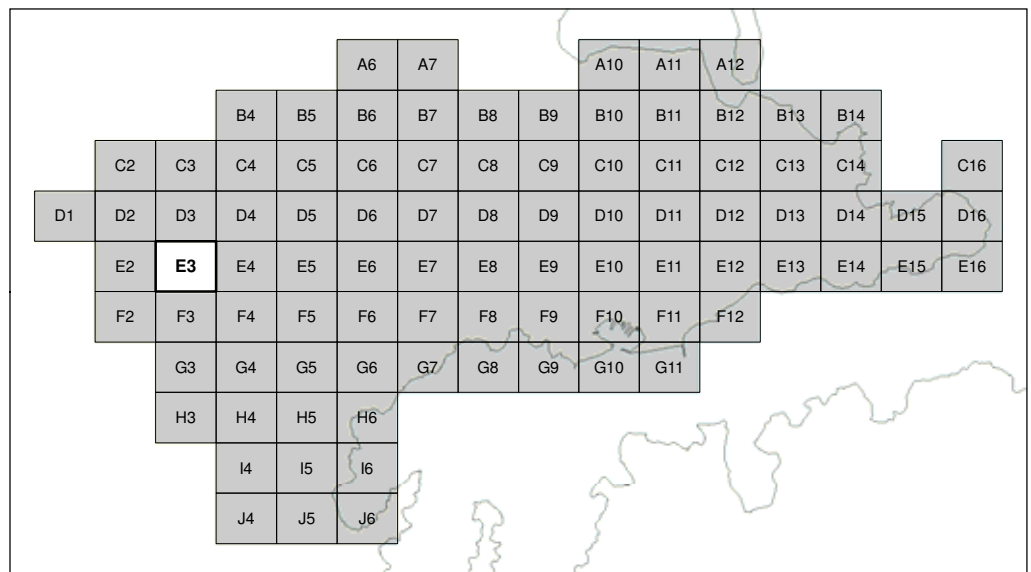 A6 A7 A10 A11 A12
B4 B5 B6 B7 B8 B9 B10 B11 B12 B13 B14
C2 C3 C4 C5 C6 C7 C8 C9 C10 C11 C12 C13 C14 C16
D1 D2 D3 D4 D5 D6 D7 D8 D9 D10 D11 D12 D13 D14 D15 D16
E2 E3 E4 E5 E6 E7 E8 E9 E10 E11 E12 E13 E14 E15 E16
F2 F3 F4 F5 F6 F7 F8 F9 F10 F11 F12
G3 G4 G5 G6 G7 G8 G9 G10 G11
H3 H4 H5 H6
I4 I5 I6
J4 J5 J6